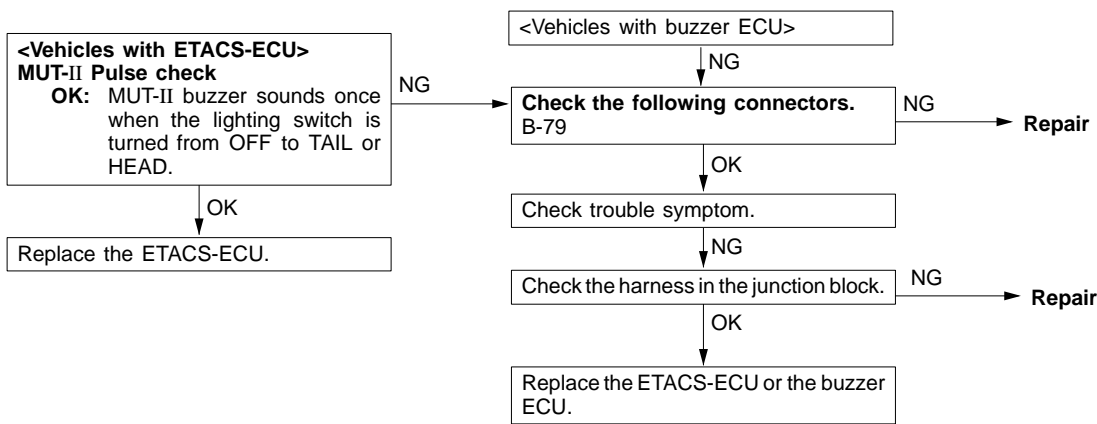 <Vehicles with ETACS-ECU>
MUT-II Pulse check
OK: MUT-II buzzer sounds once
when the lighting switch is
turned from OFF to TAIL or
HEAD.
OK
Replace the ETACS-ECU.
NG
<Vehicles with buzzer ECU>
NG
Check the following connectors.
B-79
NG
Repair
OK
Check trouble symptom.
NG
Check the harness in the junction block.
NG
Repair
OK
Replace the ETACS-ECU or the buzzer
ECU.